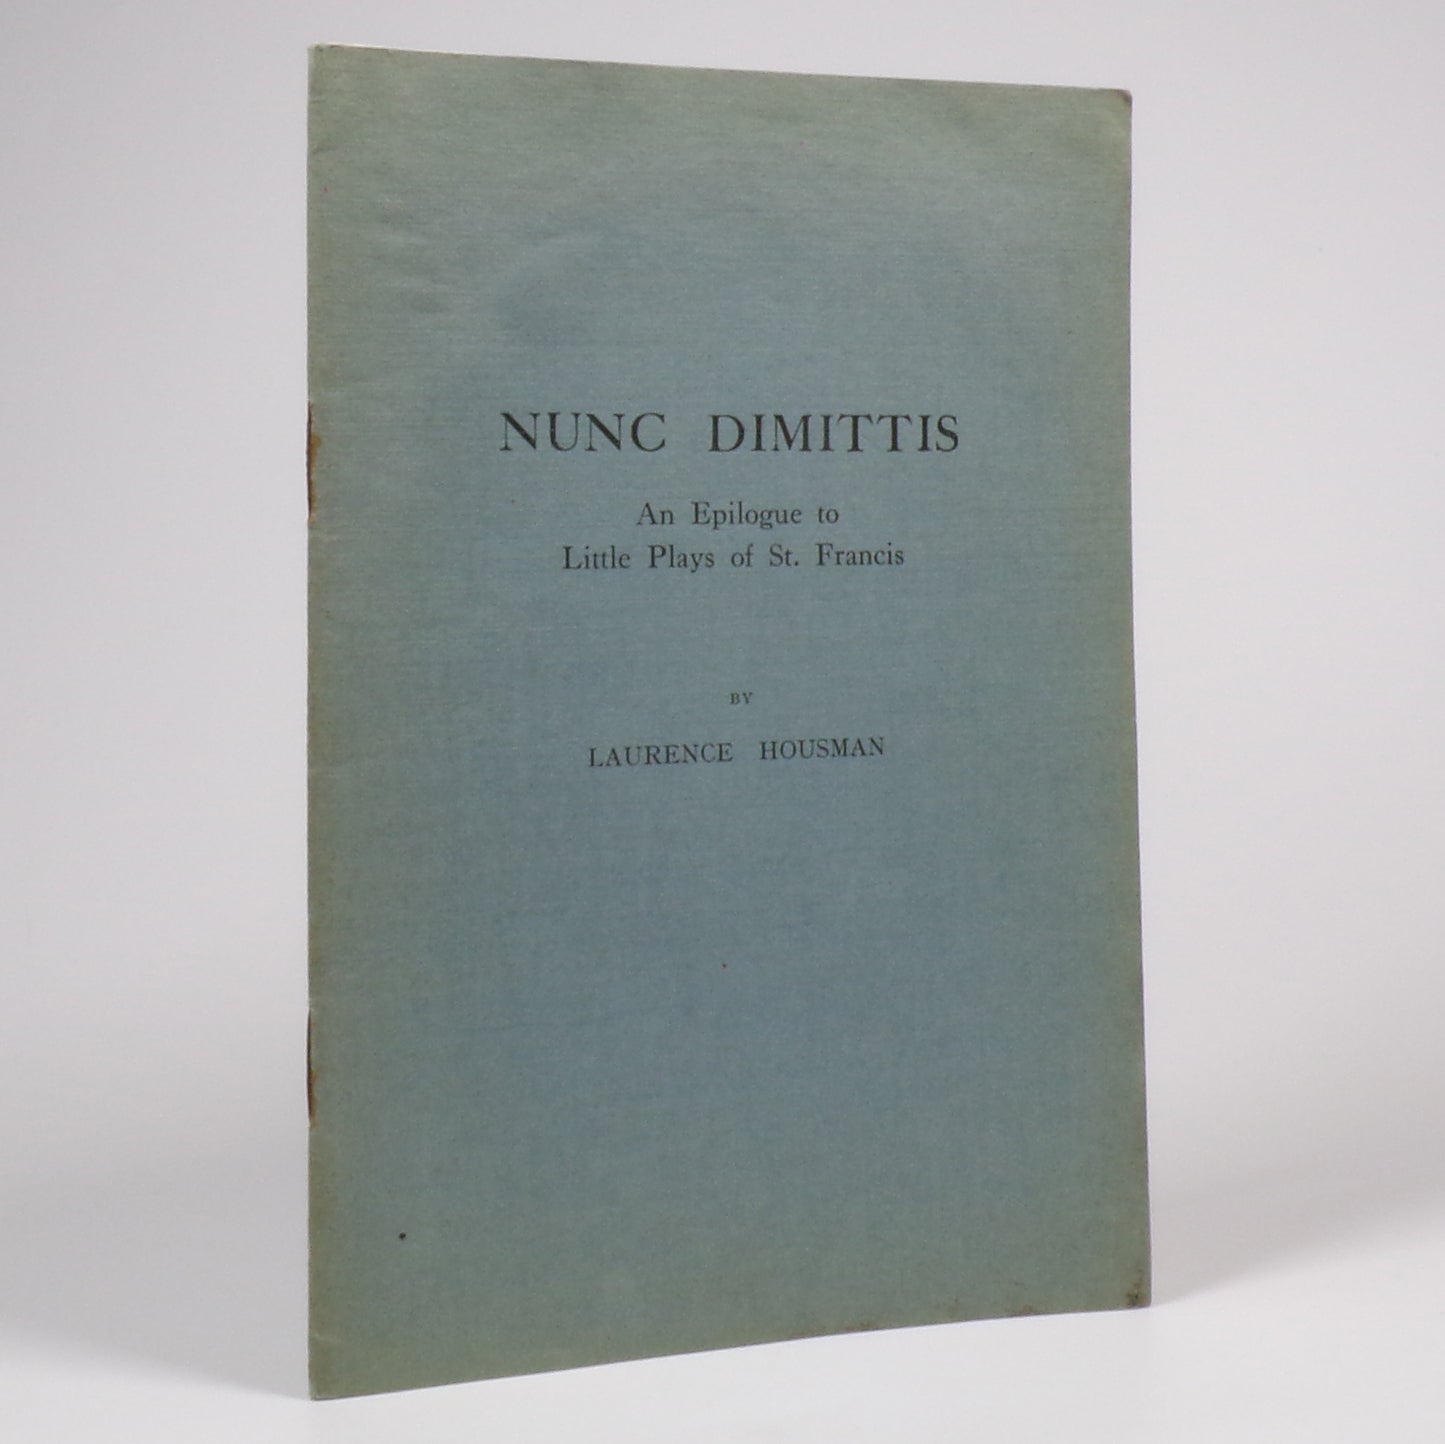 NUNC DIMITTIS
An Epilogue to
Little Plays of St. Francis
BY
LAURENCE HOUSMAN